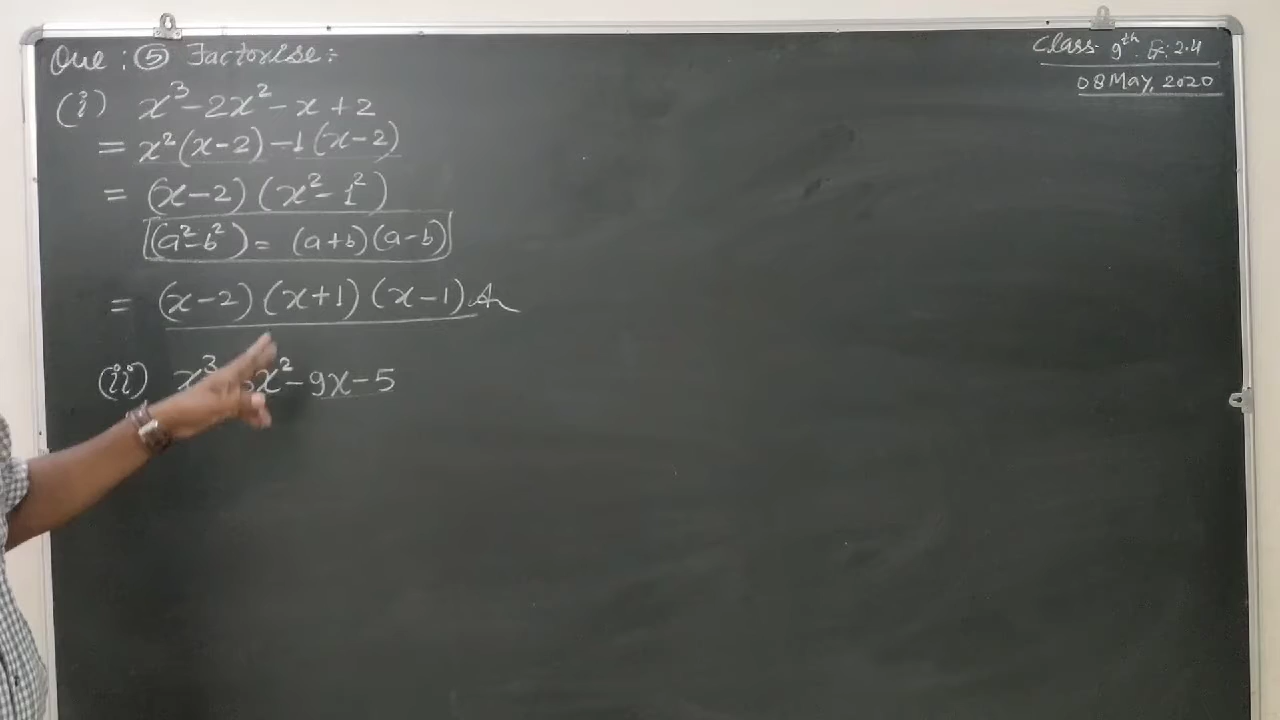 Que : ⑤ Factorise :
Class 9th Ex: 2.4
08 May, 2020
(i) x³ - 2x² - x + 2
= x²(x-2) - 1(x-2)
= (x-2) (x² - 1²)
(a² - b²) = (a+b)(a-b)
= (x-2) (x+1) (x-1) A
(ii) x³ x² - 9x - 5